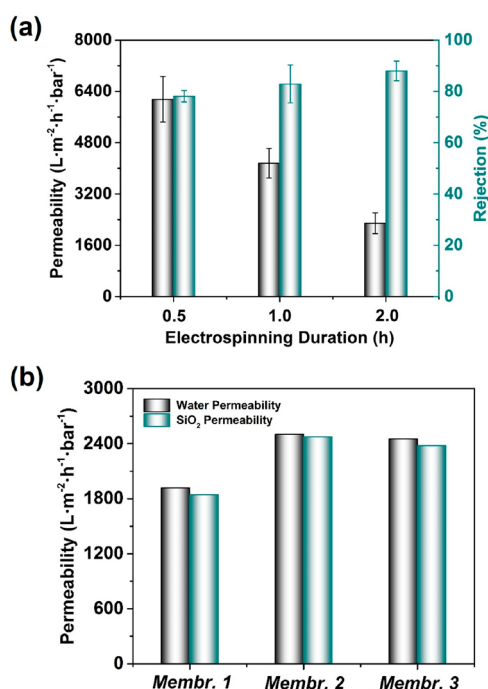 (a)
8000
6400
4800
3200
1600
0
Permeability (L·m⁻²·h⁻¹·bar⁻¹)
100
80
60
40
20
0
Rejection (%)
0.5 1.0 2.0
Electrospinning Duration (h)
(b)
3000
2400
1800
1200
600
0
Permeability (L·m⁻²·h⁻¹·bar⁻¹)
Water Permeability
SiO₂ Permeability
Membr. 1 Membr. 2 Membr. 3